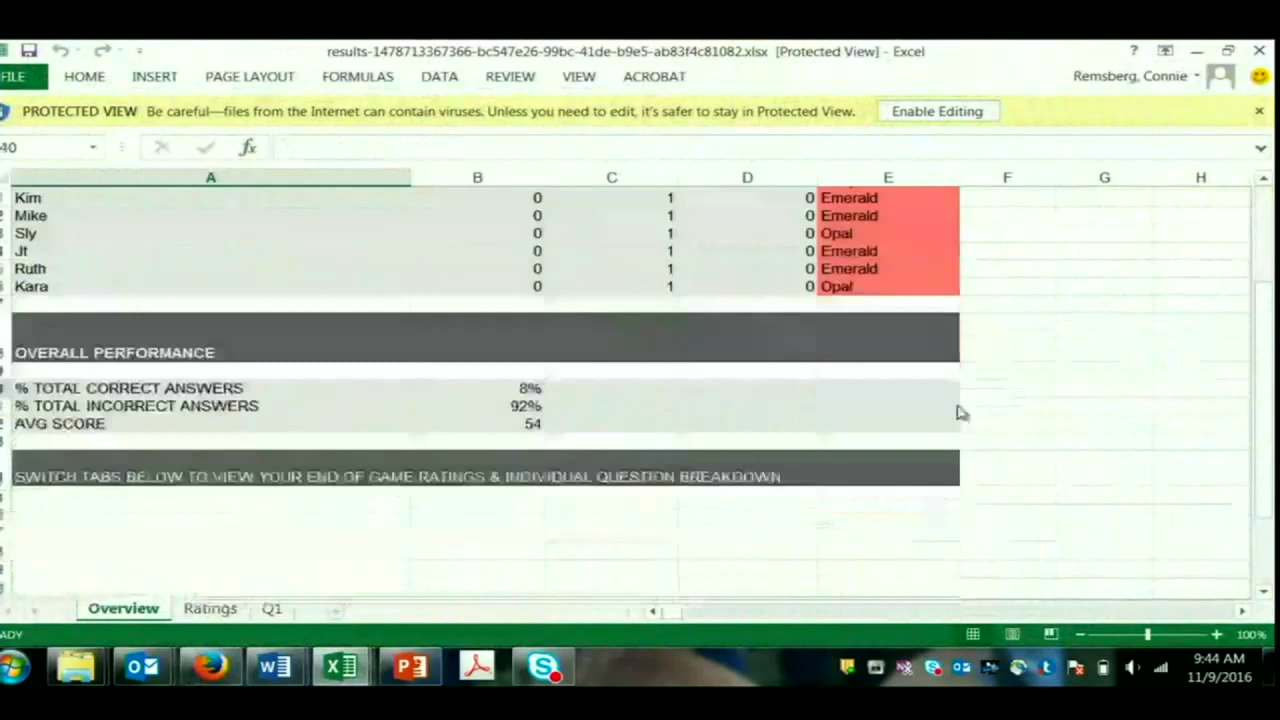 results-1478713367366-bc547e26-99bc-41de-b9e5-ab83f4c81082.xlsx [Protected View] - Excel
FILE HOME INSERT PAGE LAYOUT FORMULAS DATA REVIEW VIEW ACROBAT Remsberg, Connie
PROTECTED VIEW Be careful—files from the Internet can contain viruses. Unless you need to edit, it's safer to stay in Protected View. Enable Editing
40 fx
A B C D E F G H
Kim 0 1 0 Emerald
Mike 0 1 0 Emerald
Sly 0 1 0 Opal
Jt 0 1 0 Emerald
Ruth 0 1 0 Emerald
Kara 0 1 0 Opal
OVERALL PERFORMANCE
% TOTAL CORRECT ANSWERS 8%
% TOTAL INCORRECT ANSWERS 92%
AVG SCORE 54
SWITCH TABS BELOW TO VIEW YOUR END OF GAME RATINGS & INDIVIDUAL QUESTION BREAKDOWN
Overview Ratings Q1
ADY 100%
9:44 AM
11/9/2016